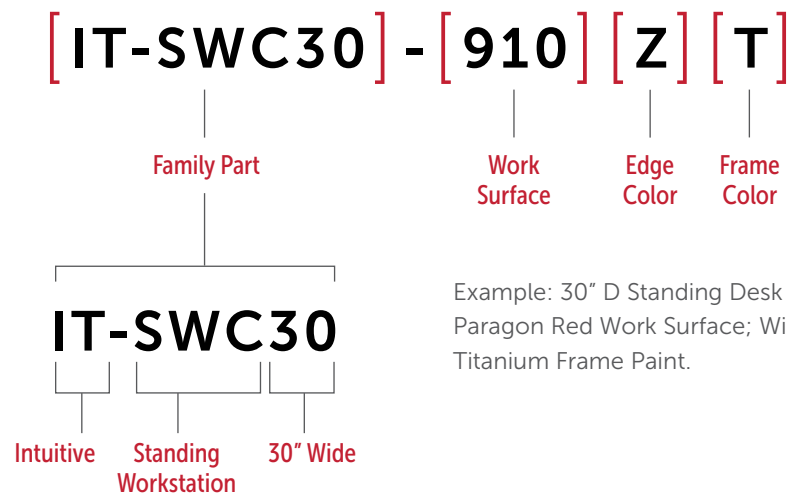 [IT-SWC30] - [910] [Z] [T]
Family Part
Work Surface
Edge Color
Frame Color
IT-SWC30
Intuitive
Standing Workstation
30” Wide
Example: 30” D Standing Desk
Paragon Red Work Surface; Wi
Titanium Frame Paint.